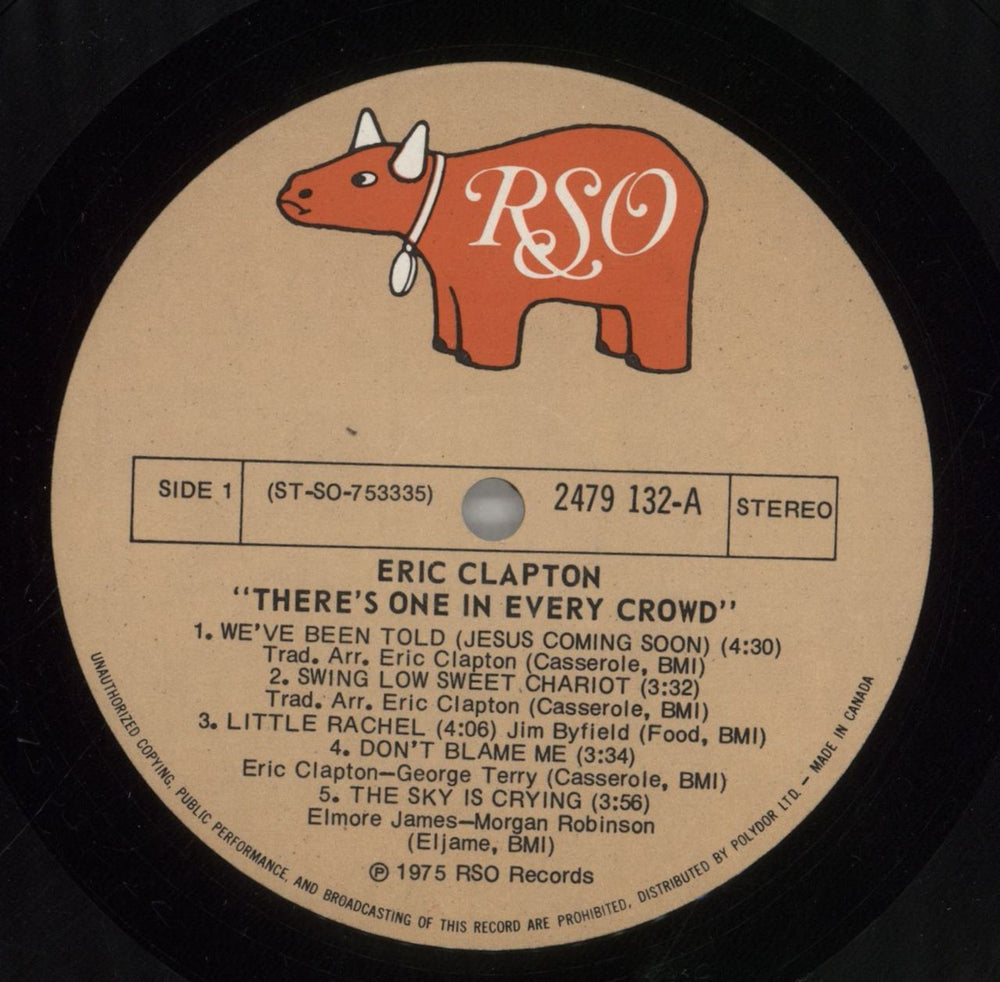 RSO
SIDE 1 (ST-SO-753335) 2479 132-A STEREO
ERIC CLAPTON
“THERE'S ONE IN EVERY CROWD”
1. WE'VE BEEN TOLD (JESUS COMING SOON) (4:30)
Trad. Arr. Eric Clapton (Casserole, BMI)
2. SWING LOW SWEET CHARIOT (3:32)
Trad. Arr. Eric Clapton (Casserole, BMI)
3. LITTLE RACHEL (4:06) Jim Byfield (Food, BMI)
4. DON'T BLAME ME (3:34)
Eric Clapton—George Terry (Casserole, BMI)
5. THE SKY IS CRYING (3:56)
Elmore James—Morgan Robinson
(Eljame, BMI)
℗ 1975 RSO Records
UNAUTHORIZED COPYING, PUBLIC PERFORMANCE, AND BROADCASTING OF THIS RECORD ARE PROHIBITED, DISTRIBUTED BY POLYDOR LTD. – MADE IN CANADA